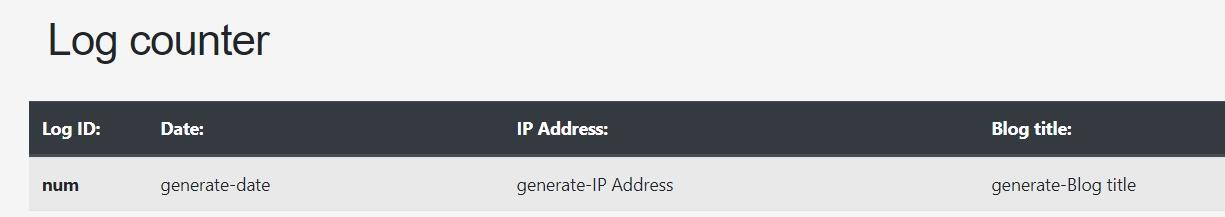 Log counter
Log ID: Date: IP Address: Blog title:
num generate-date generate-IP Address generate-Blog title